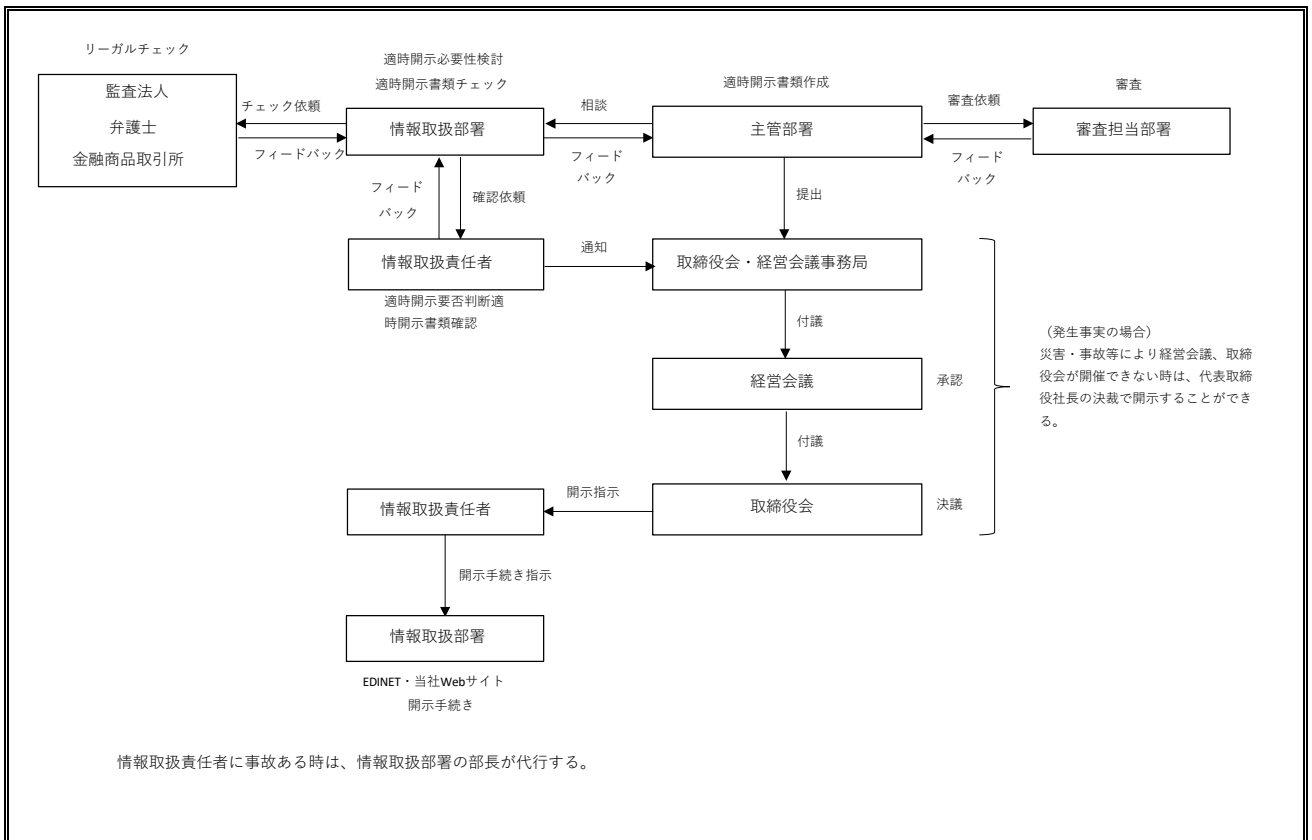 リーガルチェック
監査法人
弁護士
金融商品取引所
チェック依頼
フィードバック
適時開示必要性検討
適時開示書類チェック
情報取扱部署
相談
フィード
バック
適時開示書類作成
主管部署
審査依頼
フィード
バック
審査
審査担当部署
フィード
バック
確認依頼
提出
情報取扱責任者
適時開示要否判断適
時開示書類確認
通知
取締役会・経営会議事務局
付議
経営会議
承認
付議
取締役会
決議
（発生事実の場合）
災害・事故等により経営会議、取締
役会が開催できない時は、代表取締
役社長の決裁で開示することができ
る。
開示指示
情報取扱責任者
開示手続き指示
情報取扱部署
EDINET・当社Webサイト
開示手続き
情報取扱責任者に事故ある時は、情報取扱部署の部長が代行する。